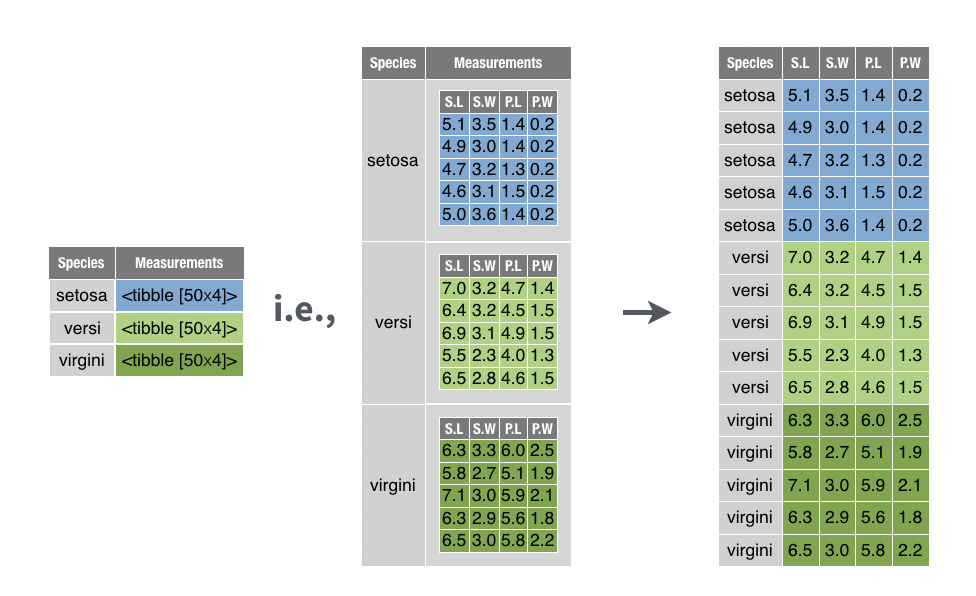 Species Measurements
setosa <tibble [50x4]>
versi <tibble [50x4]>
virgini <tibble [50x4]>
i.e.,
Species Measurements
setosa
S.L S.W P.L P.W
5.1 3.5 1.4 0.2
4.9 3.0 1.4 0.2
4.7 3.2 1.3 0.2
4.6 3.1 1.5 0.2
5.0 3.6 1.4 0.2
versi
S.L S.W P.L P.W
7.0 3.2 4.7 1.4
6.4 3.2 4.5 1.5
6.9 3.1 4.9 1.5
5.5 2.3 4.0 1.3
6.5 2.8 4.6 1.5
virgini
S.L S.W P.L P.W
6.3 3.3 6.0 2.5
5.8 2.7 5.1 1.9
7.1 3.0 5.9 2.1
6.3 2.9 5.6 1.8
6.5 3.0 5.8 2.2
Species S.L S.W P.L P.W
setosa 5.1 3.5 1.4 0.2
setosa 4.9 3.0 1.4 0.2
setosa 4.7 3.2 1.3 0.2
setosa 4.6 3.1 1.5 0.2
setosa 5.0 3.6 1.4 0.2
versi 7.0 3.2 4.7 1.4
versi 6.4 3.2 4.5 1.5
versi 6.9 3.1 4.9 1.5
versi 5.5 2.3 4.0 1.3
versi 6.5 2.8 4.6 1.5
virgini 6.3 3.3 6.0 2.5
virgini 5.8 2.7 5.1 1.9
virgini 7.1 3.0 5.9 2.1
virgini 6.3 2.9 5.6 1.8
virgini 6.5 3.0 5.8 2.2